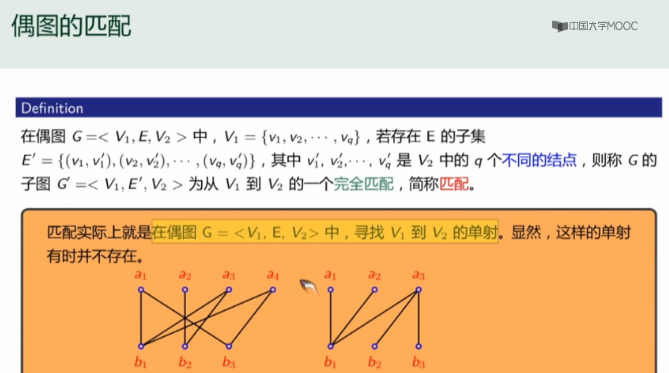 偶图的匹配
中国大学MOOC
Definition
在偶图 G =< V₁, E, V₂ > 中，V₁ = {v₁, v₂, ··· , v_q}，若存在 E 的子集
E′ = {(v₁, v₁′), (v₂, v₂′), ··· , (v_q, v_q′)}，其中 v₁′, v₂′, ··· , v_q′ 是 V₂ 中的 q 个不同的结点，则称 G 的
子图 G′ =< V₁, E′, V₂ > 为从 V₁ 到 V₂ 的一个完全匹配，简称匹配。
匹配实际上就是在偶图 G = <V₁, E, V₂> 中，寻找 V₁ 到 V₂ 的单射。显然，这样的单射
有时并不存在。
a₁ a₂ a₃ a₄ a₁ a₂ a₃
b₁ b₂ b₃ b₁ b₂ b₃